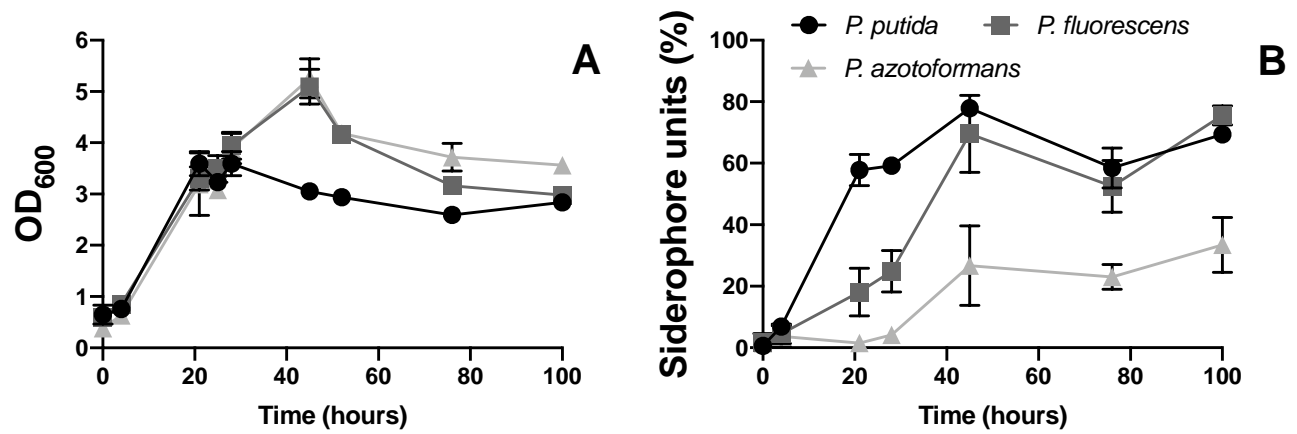 A
OD600
6
5
4
3
2
1
0
0 20 40 60 80 100
Time (hours)
P. putida P. fluorescens
P. azotoformans
B
Siderophore units (%)
100
80
60
40
20
0
0 20 40 60 80 100
Time (hours)